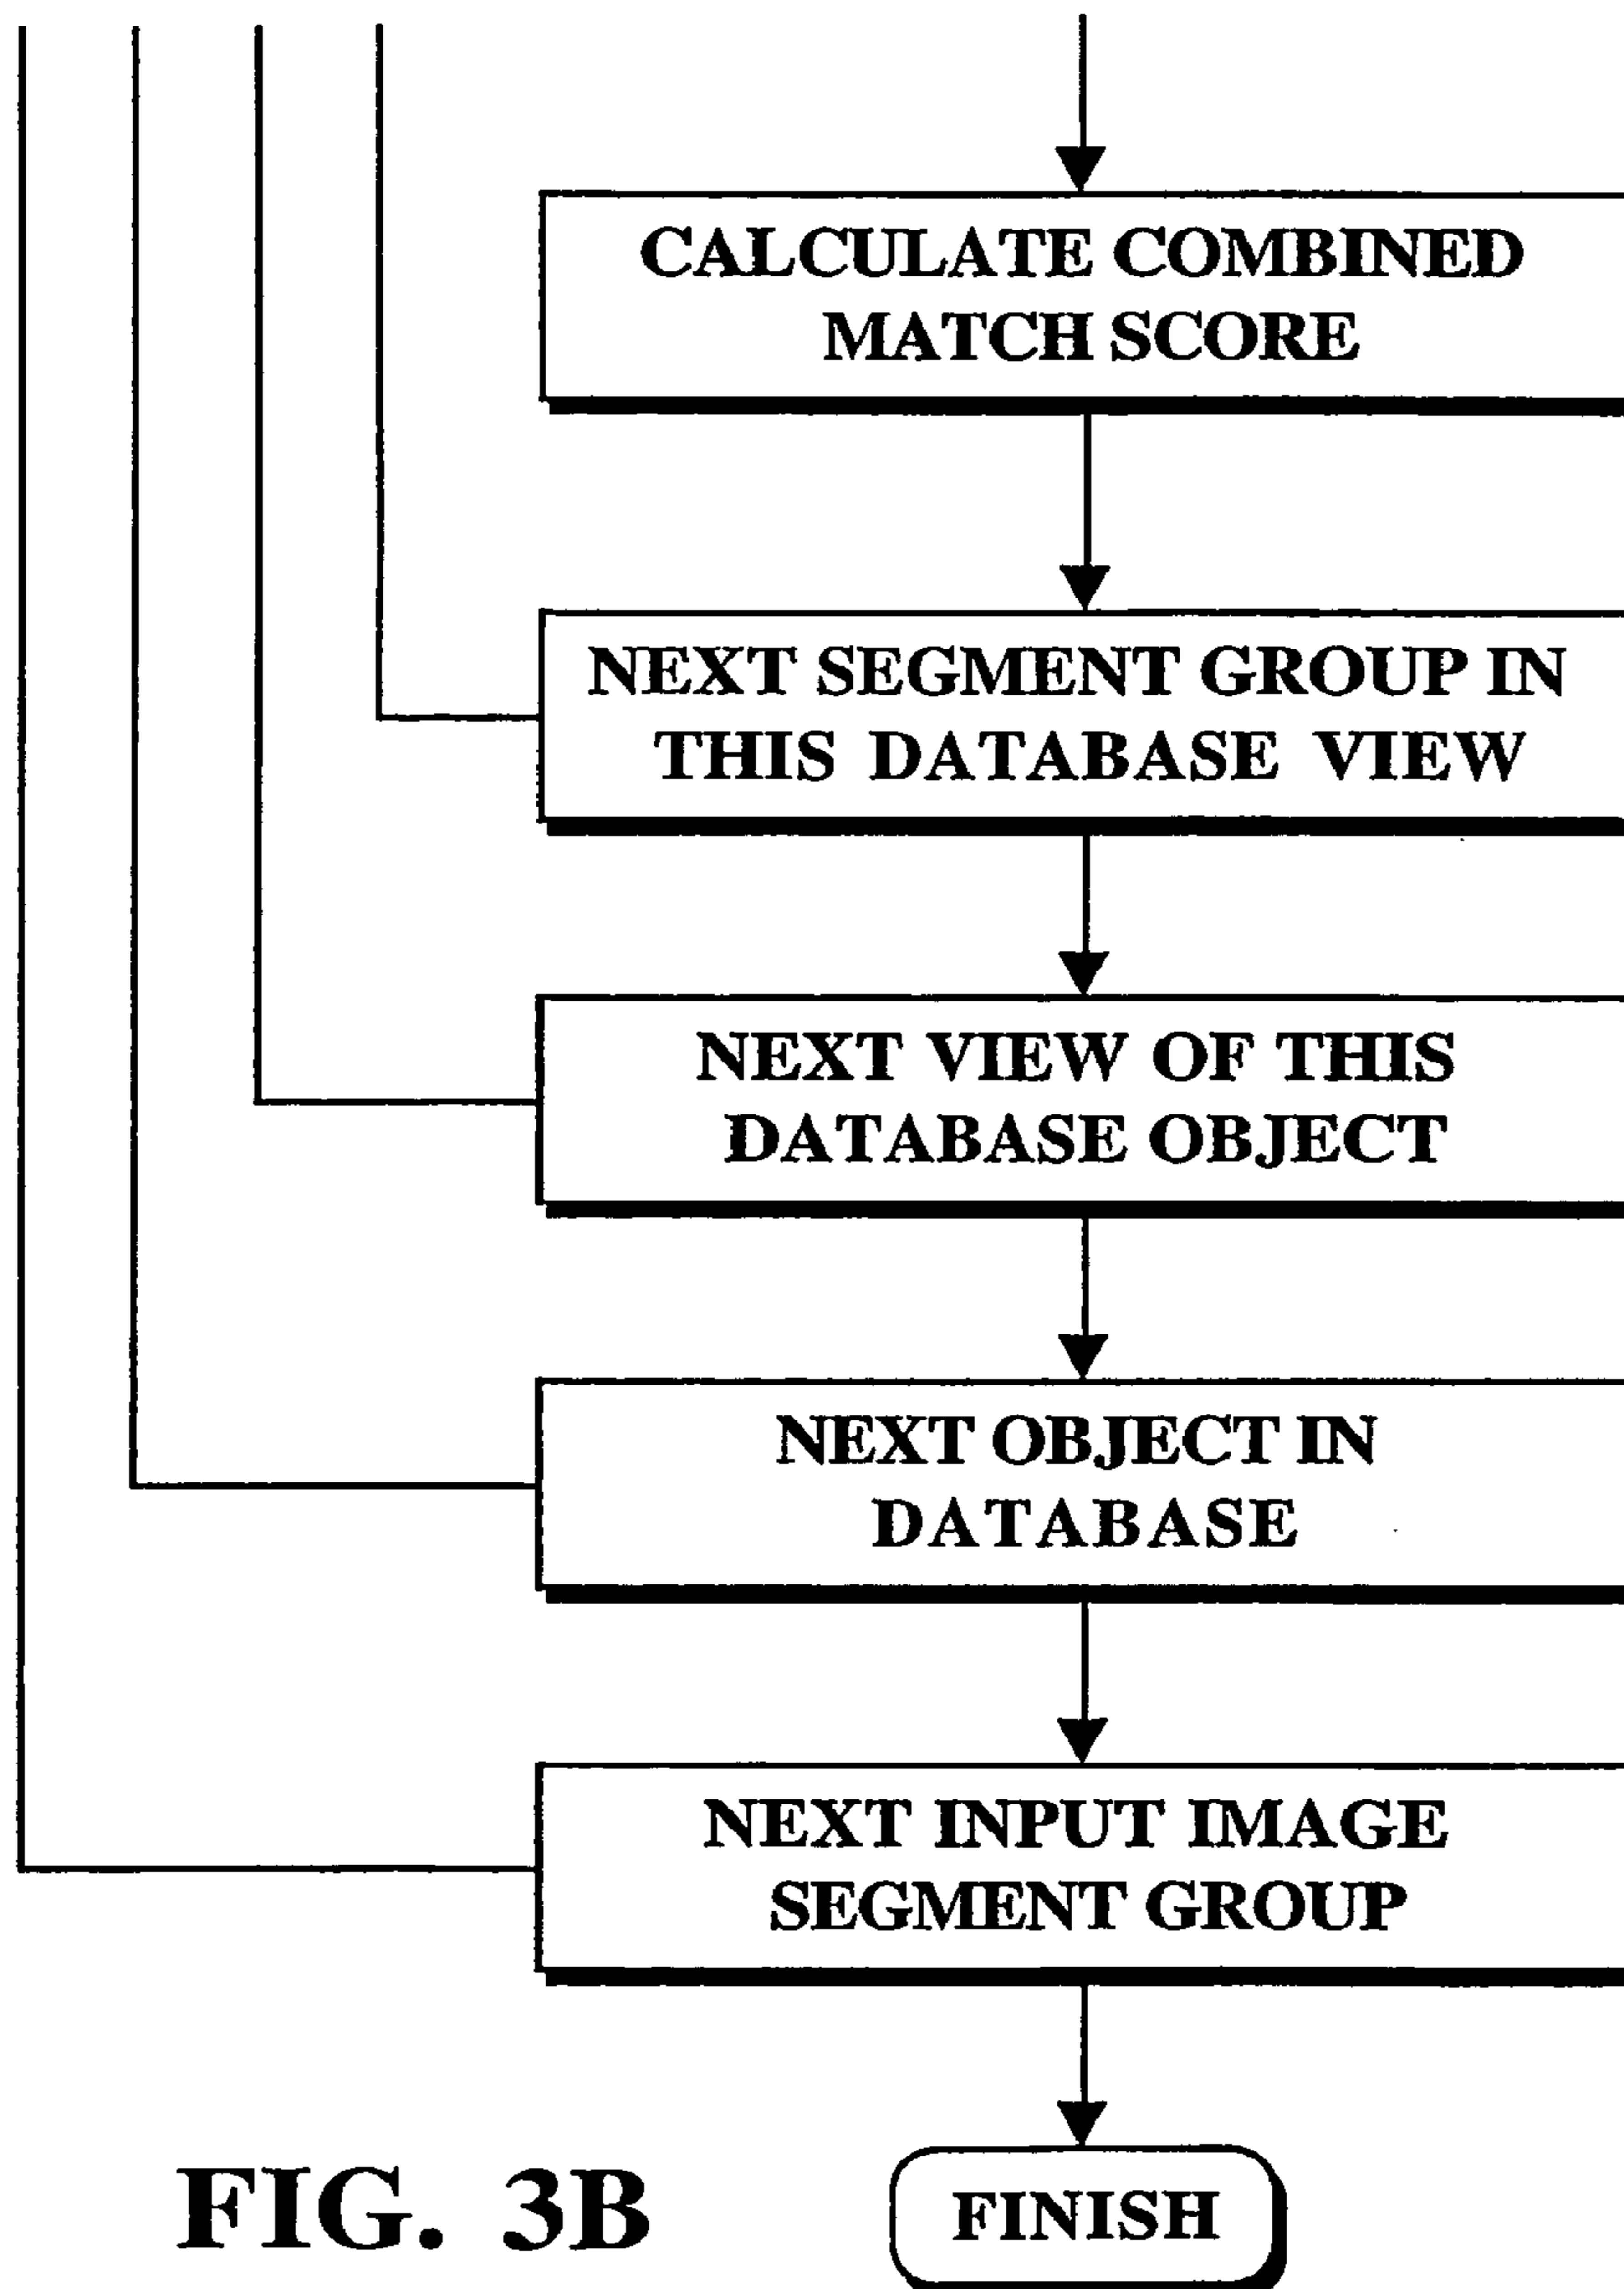 CALCULATE COMBINED
MATCH SCORE
NEXT SEGMENT GROUP IN
THIS DATABASE VIEW
NEXT VIEW OF THIS
DATABASE OBJECT
NEXT OBJECT IN
DATABASE
NEXT INPUT IMAGE
SEGMENT GROUP
FINISH
FIG. 3B